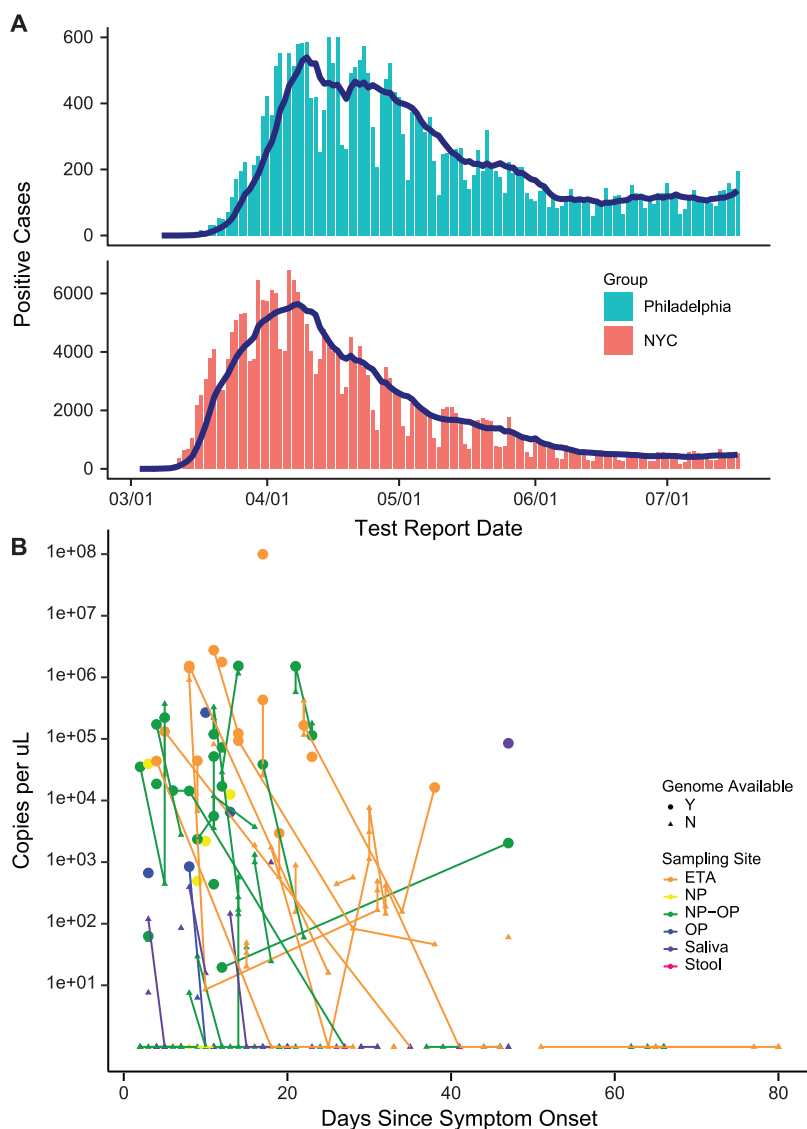 A
600
400
200
0
Positive Cases
6000
4000
2000
0
Group
Philadelphia
NYC
03/01 04/01 05/01 06/01 07/01
Test Report Date
B
1e+08
1e+07
1e+06
1e+05
1e+04
1e+03
1e+02
1e+01
Copies per uL
Genome Available
Y
N
Sampling Site
ETA
NP
NP−OP
OP
Saliva
Stool
0 20 40 60 80
Days Since Symptom Onset